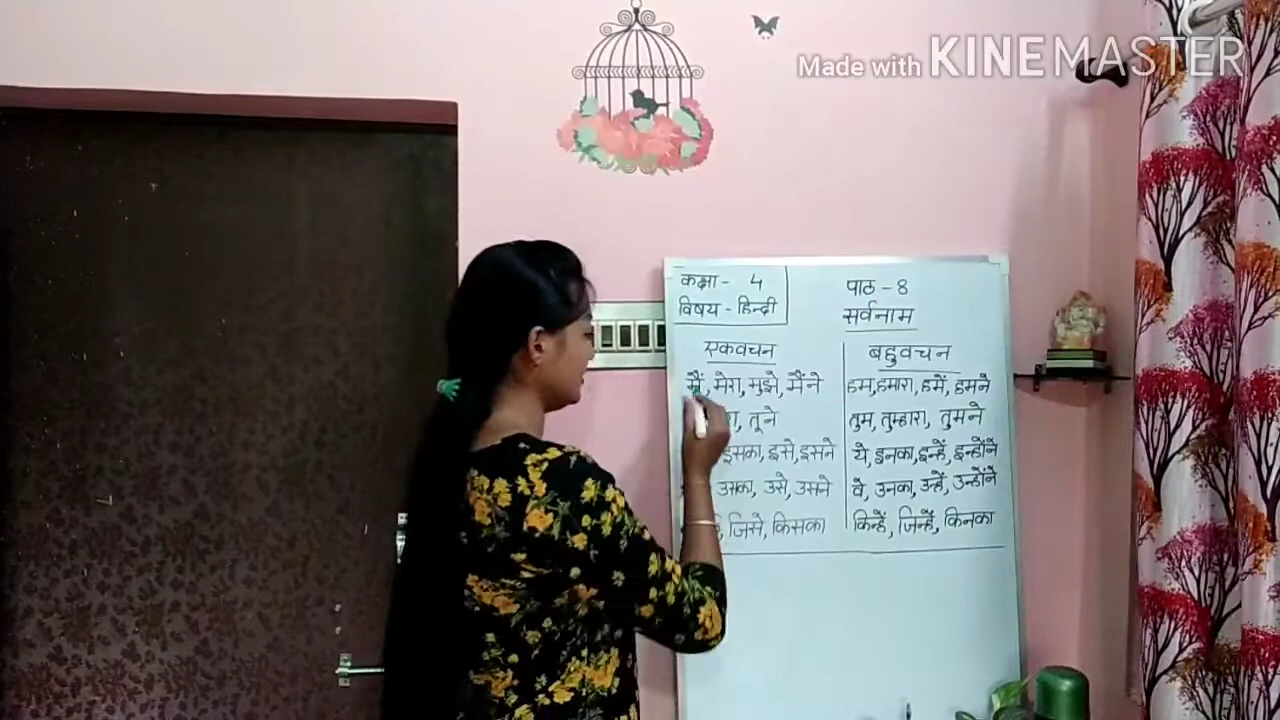 Made with KINEMASTER
कक्षा - 4
विषय - हिन्दी
पाठ - 8
सर्वनाम
एकवचन
मैं, मेरा, मुझे, मैंने
तूने
इसका, इसे, इसने
उसका, उसे, उसने
जिसे, किसका
बहुवचन
हम, हमारा, हमें, हमने
तुम, तुम्हारा, तुमने
ये, इनका, इन्हें, इन्होंने
वे, उनका, उन्हें, उन्होंने
किन्हें, जिन्हें, किनका